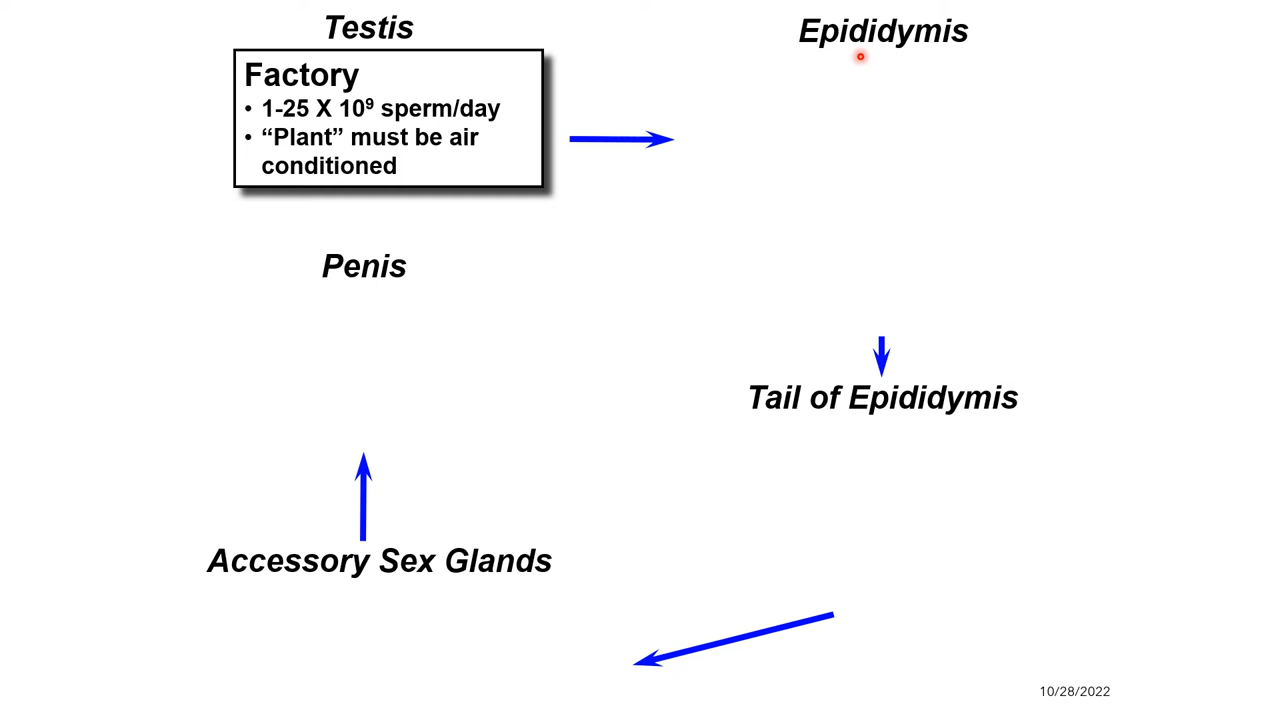 Testis
Factory
• 1-25 X 10⁹ sperm/day
• “Plant” must be air
conditioned
Epididymis
Tail of Epididymis
Accessory Sex Glands
Penis
10/28/2022